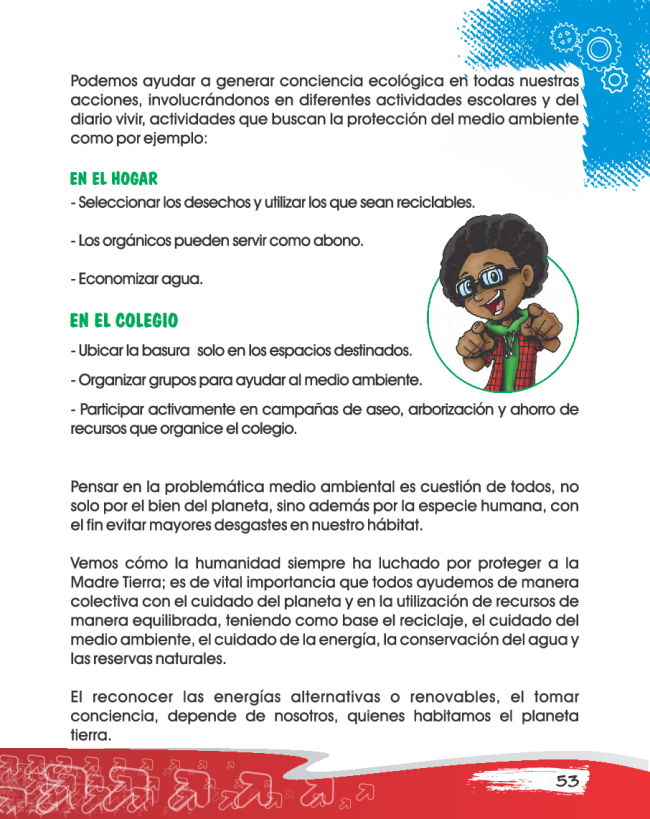 Podemos ayudar a generar conciencia ecológica en todas nuestras
acciones, involucrándonos en diferentes actividades escolares y del
diario vivir, actividades que buscan la protección del medio ambiente
como por ejemplo:
EN EL HOGAR
- Seleccionar los desechos y utilizar los que sean reciclables.
- Los orgánicos pueden servir como abono.
- Economizar agua.
EN EL COLEGIO
- Ubicar la basura solo en los espacios destinados.
- Organizar grupos para ayudar al medio ambiente.
- Participar activamente en campañas de aseo, arborización y ahorro de
recursos que organice el colegio.
Pensar en la problemática medio ambiental es cuestión de todos, no
solo por el bien del planeta, sino además por la especie humana, con
el fin evitar mayores desgastes en nuestro hábitat.
Vemos cómo la humanidad siempre ha luchado por proteger a la
Madre Tierra; es de vital importancia que todos ayudemos de manera
colectiva con el cuidado del planeta y en la utilización de recursos de
manera equilibrada, teniendo como base el reciclaje, el cuidado del
medio ambiente, el cuidado de la energía, la conservación del agua y
las reservas naturales.
El reconocer las energías alternativas o renovables, el tomar
conciencia, depende de nosotros, quienes habitamos el planeta
tierra.
53